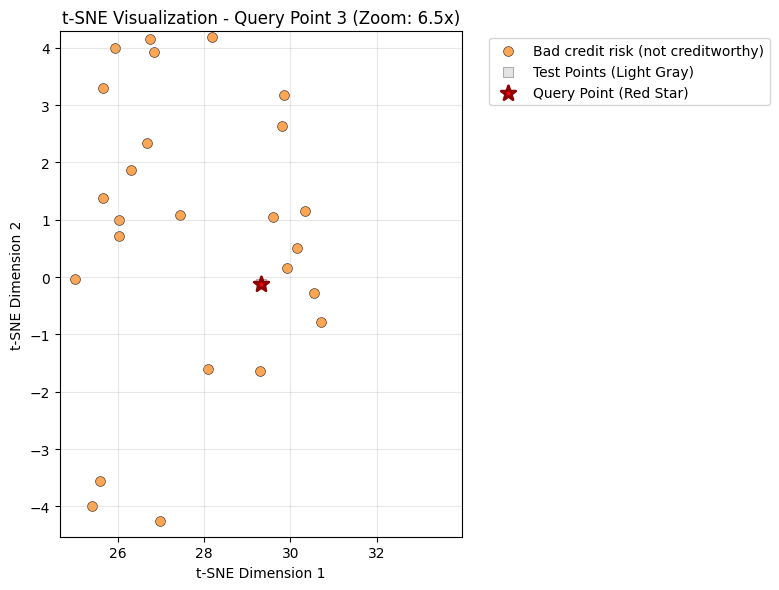 t-SNE Visualization - Query Point 3 (Zoom: 6.5x)
Bad credit risk (not creditworthy)
Test Points (Light Gray)
Query Point (Red Star)
4
3
2
1
0
−1
−2
−3
−4
t-SNE Dimension 2
26 28 30 32
t-SNE Dimension 1